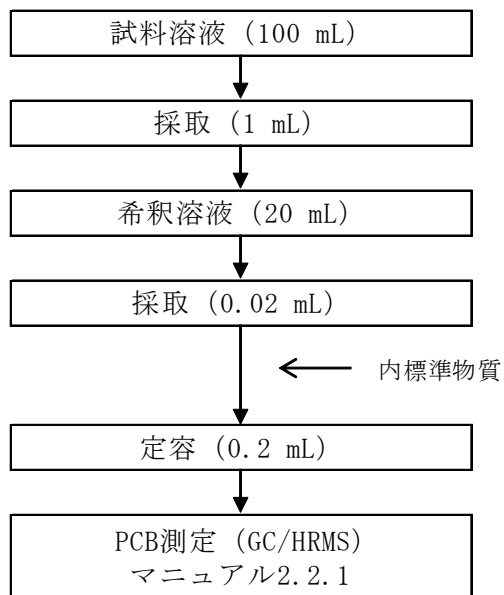 試料溶液 (100 mL)
採取 (1 mL)
希釈溶液 (20 mL)
採取 (0.02 mL)
内標準物質
定容 (0.2 mL)
PCB測定 (GC/HRMS)
マニュアル2.2.1